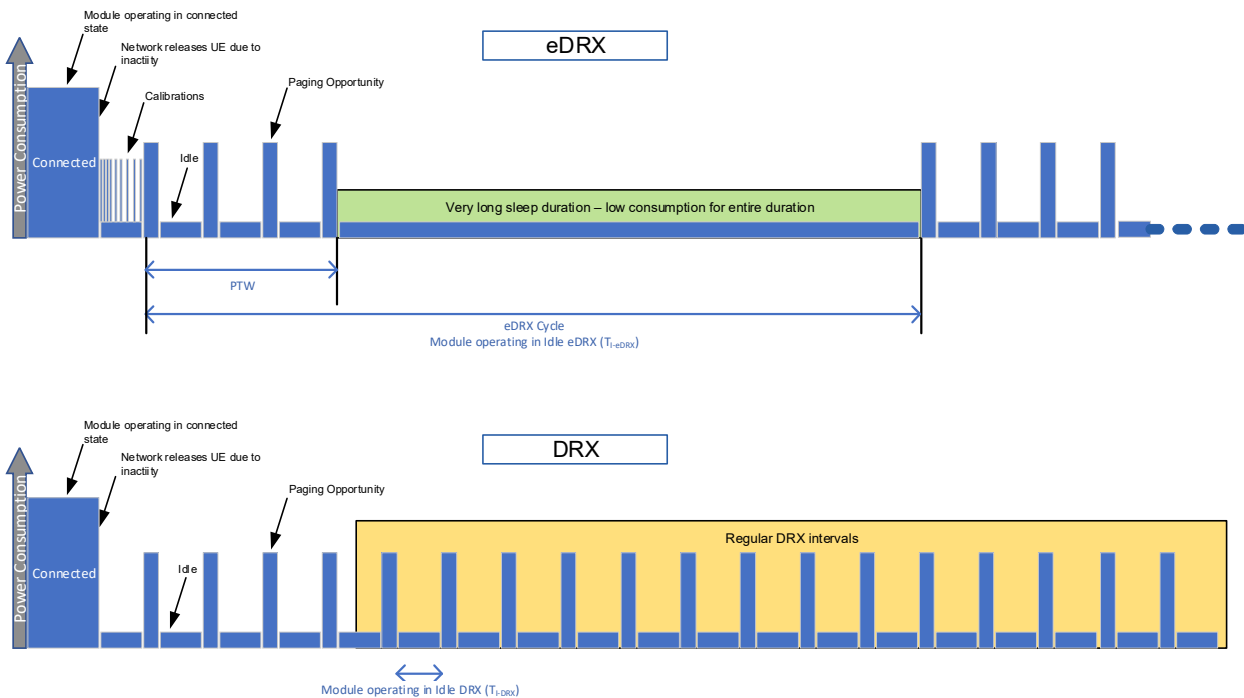 Module operating in connected
state
eDRX
Network releases UE due to
inactiity
Paging Opportunity
Calibrations
Power Consumption
Connected
Idle
Very long sleep duration – low consumption for entire duration
PTW
eDRX Cycle
Module operating in Idle eDRX (TI-eDRX)
Module operating in connected
state
DRX
Network releases UE due to
inactiity
Paging Opportunity
Regular DRX intervals
Power Consumption
Connected
Idle
Module operating in Idle DRX (TI-DRX)